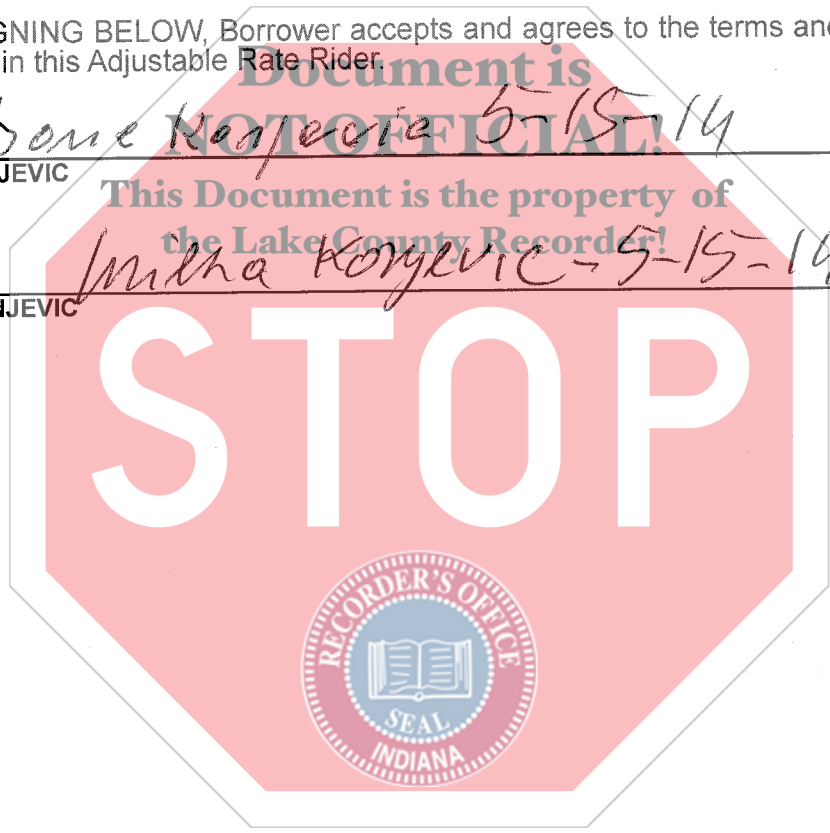 GNING BELOW, Borrower accepts and agrees to the terms and
in this Adjustable Rate Rider.
Document is
NOT OFFICIAL!
5-15-14
JEVIC
This Document is the property of
the Lake County Recorder!
Korjevic - 5-15-14
JEVIC
STOP
RECORDER'S OFFICE
SEAL
INDIANA